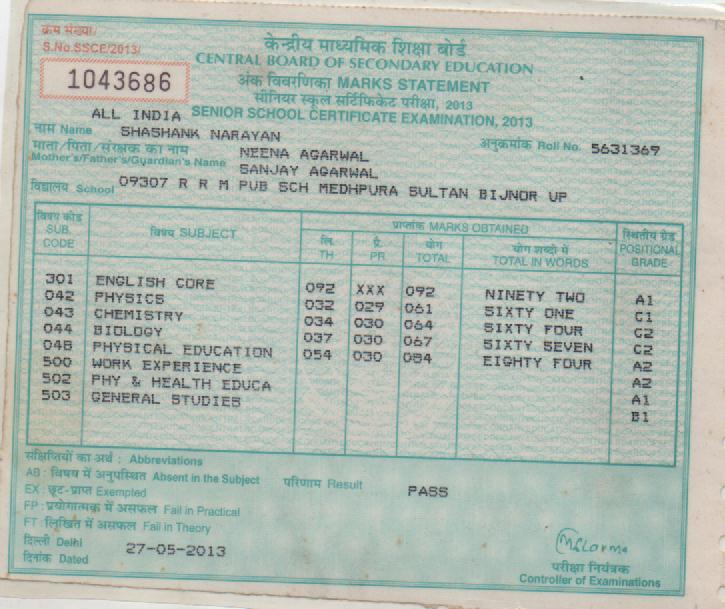 क्रम संख्या/
S.No.SSCE/2013/
1043686
केन्द्रीय माध्यमिक शिक्षा बोर्ड
CENTRAL BOARD OF SECONDARY EDUCATION
अंक विवरणिका MARKS STATEMENT
सीनियर स्कूल सर्टिफिकेट परीक्षा, 2013
ALL INDIA SENIOR SCHOOL CERTIFICATE EXAMINATION, 2013
नाम Name SHASHANK NARAYAN
अनुक्रमांक Roll No. 5631369
माता/पिता/संरक्षक का नाम NEENA AGARWAL
Mother's/Father's/Guardian's Name SANJAY AGARWAL
विद्यालय School 09307 R R M PUB SCH MEDHPURA SULTAN BIJNOR UP
विषय कोड SUB. CODE विषय SUBJECT प्राप्तांक MARKS OBTAINED स्थितीय ग्रेड POSITIONAL GRADE
लि. TH प्रै. PR योग TOTAL योग शब्दों में TOTAL IN WORDS
301 ENGLISH CORE 092 XXX 092 NINETY TWO A1
042 PHYSICS 032 029 061 SIXTY ONE C1
043 CHEMISTRY 034 030 064 SIXTY FOUR C2
044 BIOLOGY 037 030 067 SIXTY SEVEN C2
048 PHYSICAL EDUCATION 054 030 084 EIGHTY FOUR A2
500 WORK EXPERIENCE A2
502 PHY & HEALTH EDUCA A1
503 GENERAL STUDIES B1
संक्षिप्तियों का अर्थ : Abbreviations
AB : विषय में अनुपस्थित Absent in the Subject
परिणाम Result PASS
EX : छूट-प्राप्त Exempted
FP : प्रयोगात्मक में असफल Fail in Practical
FT : लिखित में असफल Fail in Theory
दिल्ली Delhi
दिनांक Dated 27-05-2013
परीक्षा नियंत्रक
Controller of Examinations